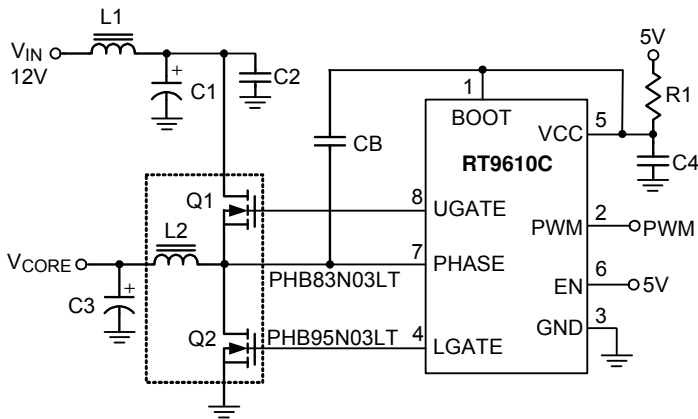 L1
VIN
12V
C1
C2
5V
R1
1
BOOT
5
VCC
CB
RT9610C
C4
Q1
8
UGATE
2
PWM
PWM
L2
VCORE
7
PHASE
PHB83N03LT
6
EN
5V
C3
3
GND
Q2
PHB95N03LT
4
LGATE